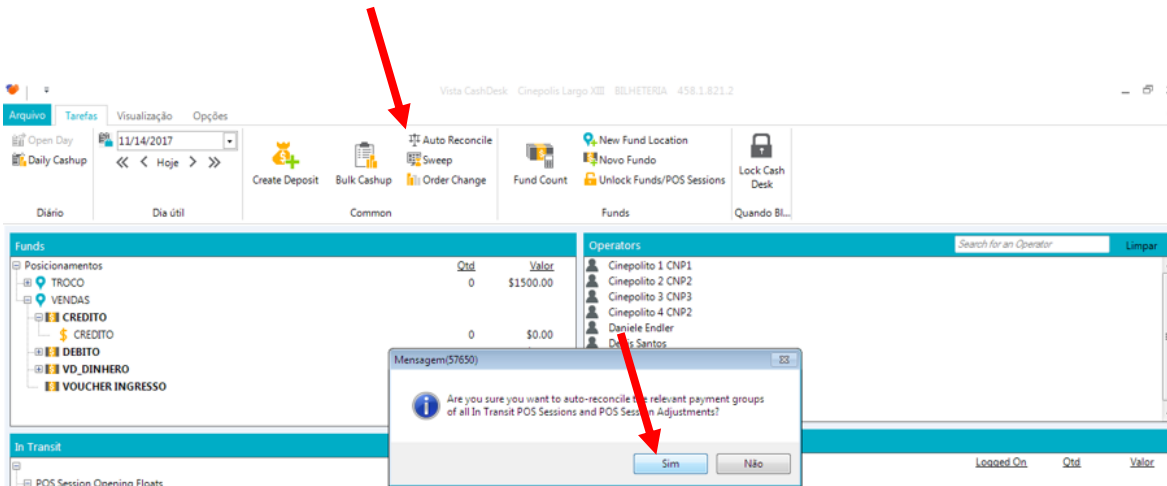 Vista CashDesk Cinepolis Largo XIII BILHETERIA 458.1.821.2
Arquivo Tarefas Visualização Opções
Open Day
Daily Cashup
Diário
11/14/2017
Hoje
Dia útil
Create Deposit
Bulk Cashup
Auto Reconcile
Sweep
Order Change
Common
Fund Count
New Fund Location
Novo Fundo
Unlock Funds/POS Sessions
Funds
Lock Cash
Desk
Quando Bl...
Funds
Posicionamentos Qtd Valor
TROCO 0 $1500.00
VENDAS
CREDITO
$ CREDITO 0 $0.00
DEBITO
VD_DINHERO
VOUCHER INGRESSO
Operators Search for an Operator Limpar
Cinepolito 1 CNP1
Cinepolito 2 CNP2
Cinepolito 3 CNP3
Cinepolito 4 CNP2
Daniele Endler
Santos
Mensagem(57650)
Are you sure you want to auto-reconcile the relevant payment groups
of all In Transit POS Sessions and POS Session Adjustments?
Sim Não
In Transit
POS Session Opening Floats
Logged On Qtd Valor